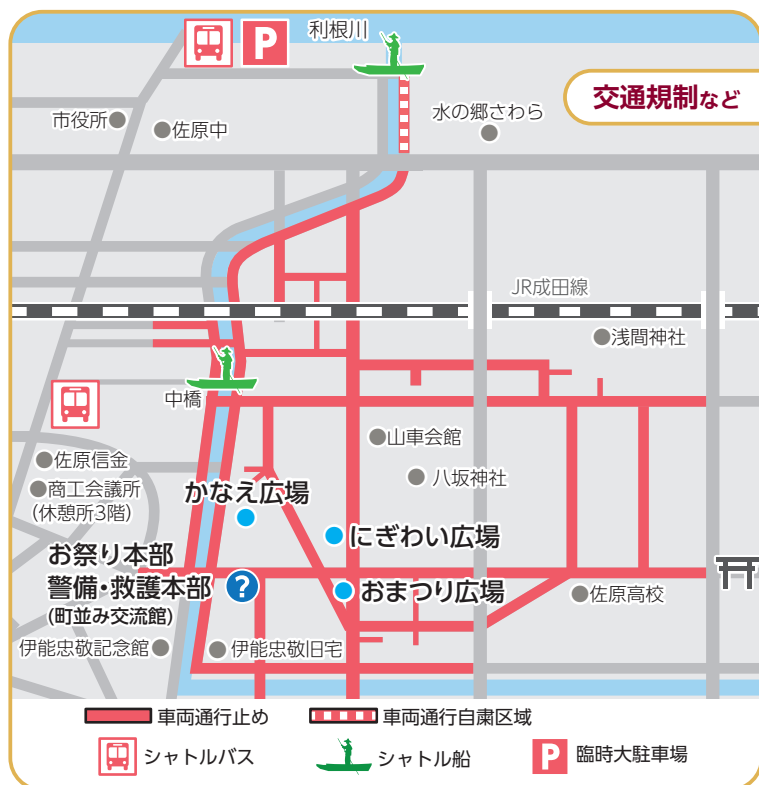 利根川
P
交通規制など
市役所
佐原中
水の郷さわら
JR成田線
浅間神社
中橋
山車会館
佐原信金
八坂神社
商工会議所
(休憩所3階)
かなえ広場
にぎわい広場
お祭り本部
警備・救護本部
(町並み交流館)
?
おまつり広場
佐原高校
伊能忠敬記念館
伊能忠敬旧宅
車両通行止め
車両通行自粛区域
シャトルバス
シャトル船
P
臨時大駐車場